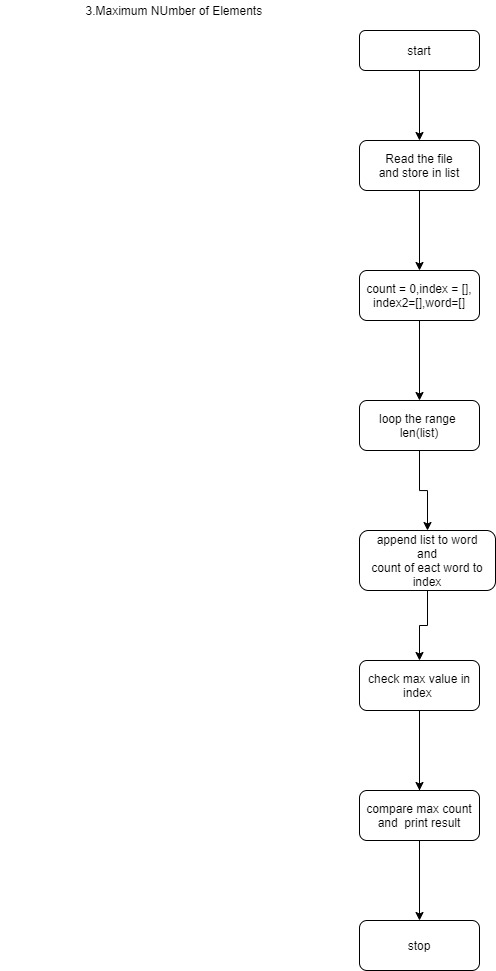 3.Maximum NUmber of Elements
start
Read the file
and store in list
count = 0,index = [],
index2=[],word=[]
loop the range
len(list)
append list to word
and
count of eact word to
index
check max value in
index
compare max count
and print result
stop